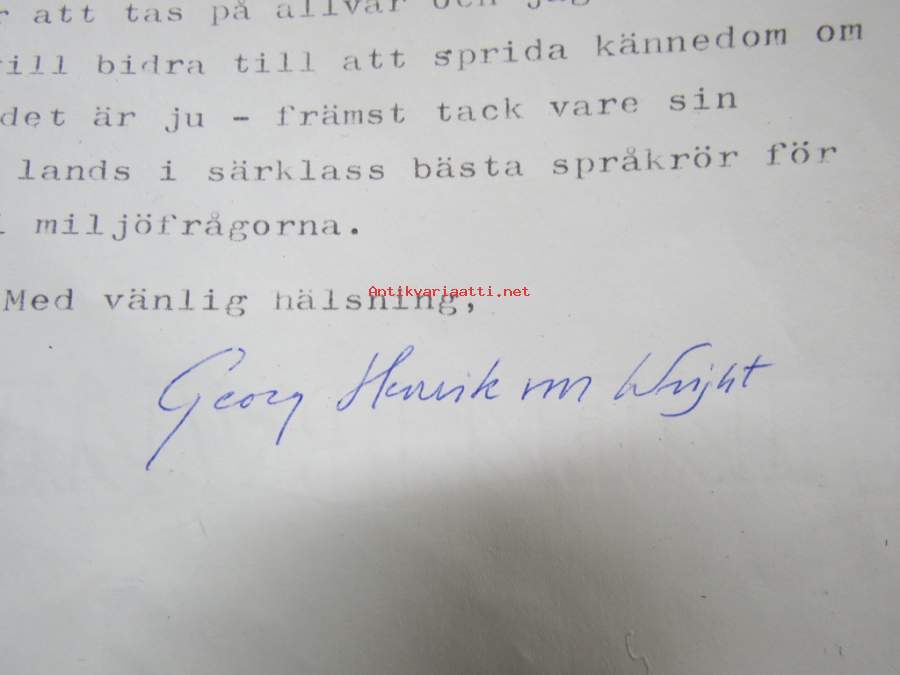 att tas på allvar och jag
vill bidra till att sprida kännedom om
det är ju - främst tack vare sin
lands i särklass bästa språkrör för
i miljöfrågorna.
Med vänlig hälsning,
Antikvariaatti.net
Georg Henrik von Wright